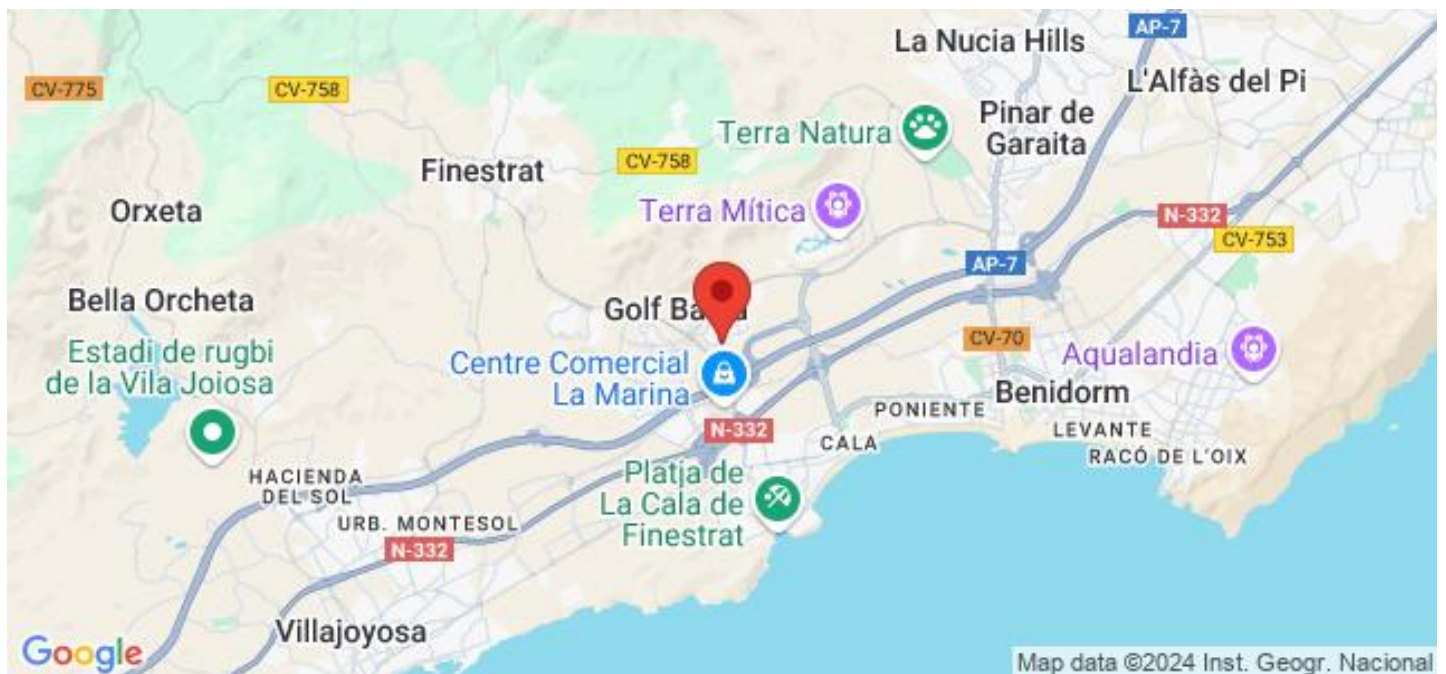 La Nucia Hills
AP-7
L'Alfàs del Pi
CV-775
CV-758
Terra Natura
Pinar de
Garaita
Finestrat
CV-758
Orxeta
Terra Mítica
N-332
CV-753
AP-7
Bella Orcheta
Golf
Estadi de rugbi
de la Vila Joiosa
Centre Comercial
La Marina
CV-70
Aqualandia
Benidorm
PONIENTE
N-332
CALA
LEVANTE
RACÓ DE L'OIX
HACIENDA
DEL SOL
Platja de
La Cala de
Finestrat
URB. MONTESOL
N-332
Villajoyosa
Google
Map data ©2024 Inst. Geogr. Nacional